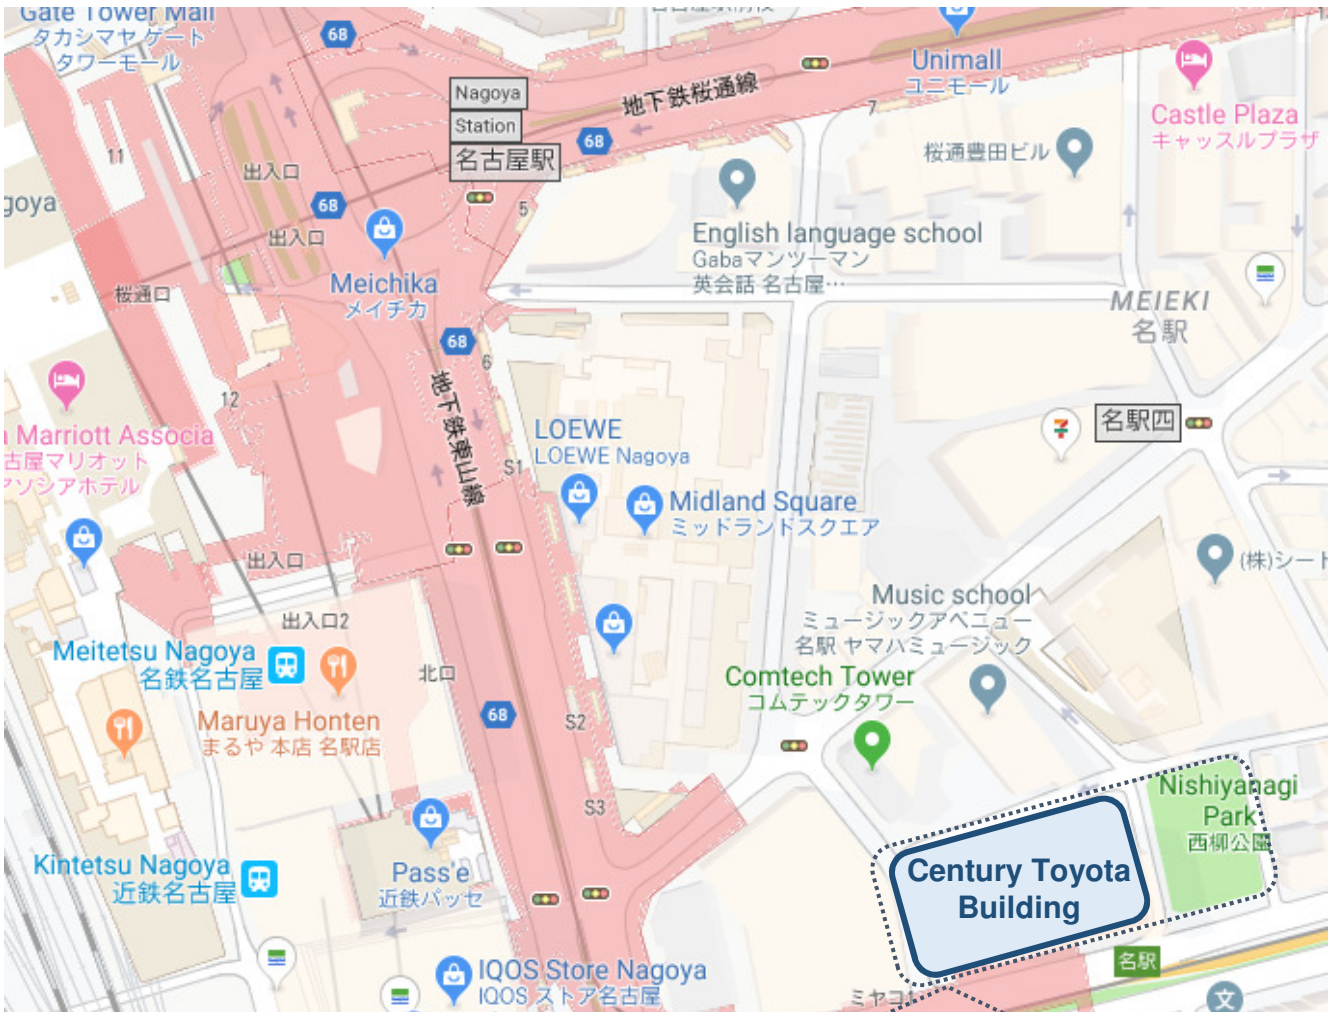 Gate Tower Mall
タカシマヤ ゲート
タワーモール
68
Unimall
ユニモール
Nagoya
Station
名古屋駅
地下鉄桜通線
7
Castle Plaza
キャッスルプラザ
68
桜通豊田ビル
11
出入口
goya
68
5
出入口
English language school
Gabaマンツーマン
英会話 名古屋…
Meichika
メイチカ
桜通口
MEIEKI
名駅
68
6
地下鉄東山線
12
a Marriott Associa
古屋マリオット
アソシアホテル
LOEWE
LOEWE Nagoya
名駅四
S1
Midland Square
ミッドランドスクエア
出入口
(株)シート
Music school
ミュージックアベニュー
名駅 ヤマハミュージック
出入口2
Meitetsu Nagoya
名鉄名古屋
北口
Comtech Tower
コムテックタワー
Maruya Honten
まるや 本店 名駅店
68
S2
S3
Nishiyanagi
Park
西柳公園
Kintetsu Nagoya
近鉄名古屋
Pass'e
近鉄パッセ
Century Toyota
Building
名駅
IQOS Store Nagoya
IQOS ストア名古屋
ミヤコ
文